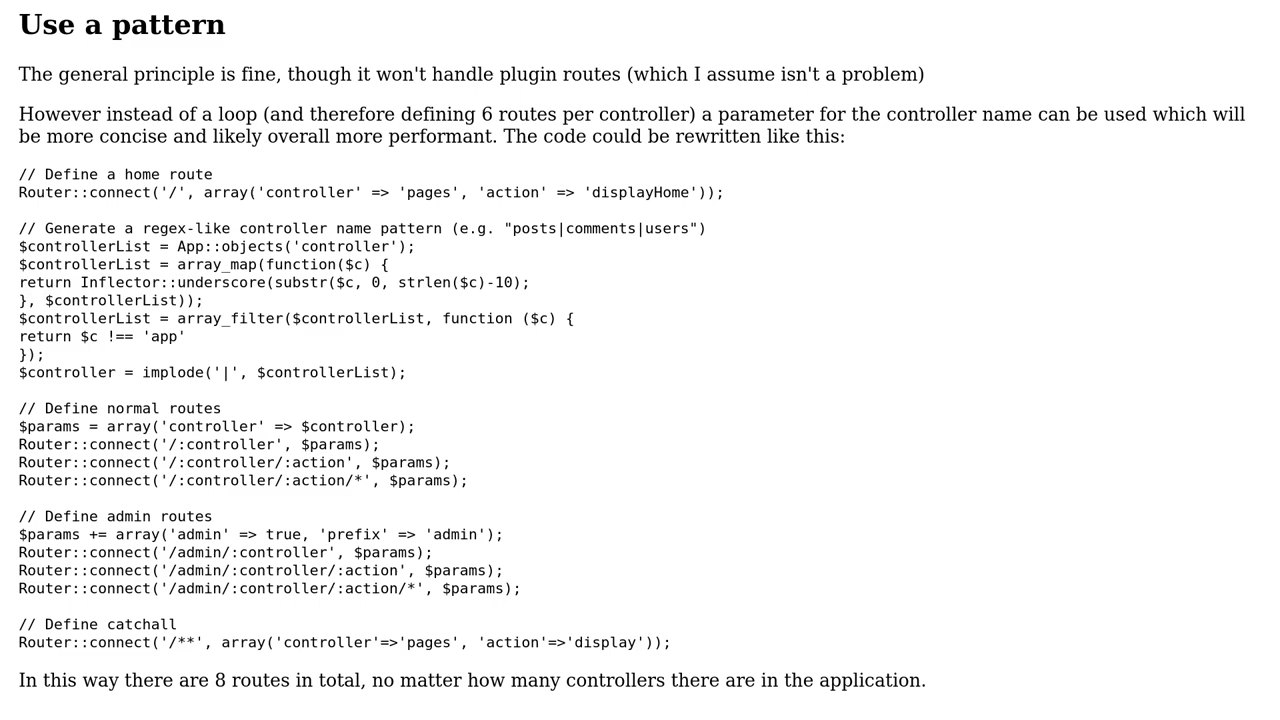 Use a pattern
The general principle is fine, though it won't handle plugin routes (which I assume isn't a problem)
However instead of a loop (and therefore defining 6 routes per controller) a parameter for the controller name can be used which will
be more concise and likely overall more performant. The code could be rewritten like this:
// Define a home route
Router::connect('/', array('controller' => 'pages', 'action' => 'displayHome'));
// Generate a regex-like controller name pattern (e.g. "posts|comments|users")
$controllerList = App::objects('controller');
$controllerList = array_map(function($c) {
return Inflector::underscore(substr($c, 0, strlen($c)-10);
}, $controllerList));
$controllerList = array_filter($controllerList, function ($c) {
return $c !== 'app'
});
$controller = implode('|', $controllerList);
// Define normal routes
$params = array('controller' => $controller);
Router::connect('/:controller', $params);
Router::connect('/:controller/:action', $params);
Router::connect('/:controller/:action/*', $params);
// Define admin routes
$params += array('admin' => true, 'prefix' => 'admin');
Router::connect('/admin/:controller', $params);
Router::connect('/admin/:controller/:action', $params);
Router::connect('/admin/:controller/:action/*', $params);
// Define catchall
Router::connect('/**', array('controller'=>'pages', 'action'=>'display'));
In this way there are 8 routes in total, no matter how many controllers there are in the application.